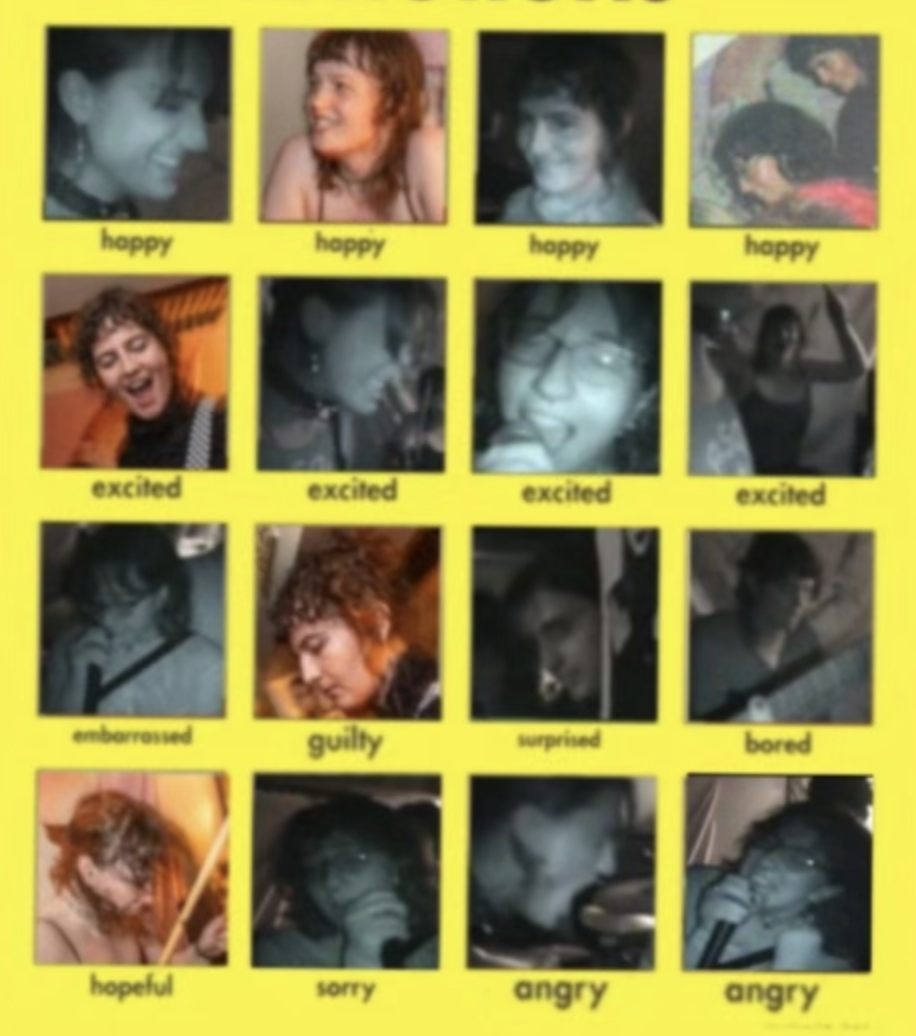 happy happy happy happy
excited excited excited excited
embarrassed guilty surprised bored
hopeful sorry angry angry